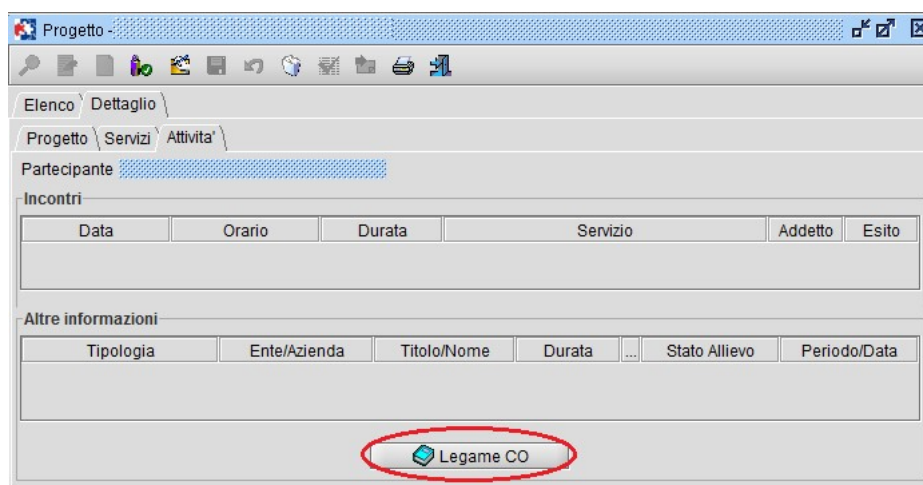 Progetto -
Elenco Dettaglio
Progetto Servizi Attivita'
Partecipante
Incontri
Data Orario Durata Servizio Addetto Esito
Altre informazioni
Tipologia Ente/Azienda Titolo/Nome Durata ... Stato Allievo Periodo/Data
Legame CO